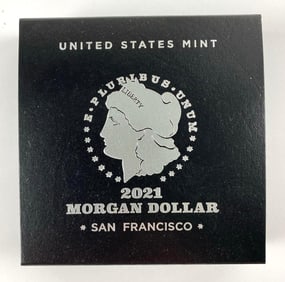 UNITED STATES MINT
E·PLURIBUS·UNUM
LIBERTY
2021
MORGAN DOLLAR
* SAN FRANCISCO *